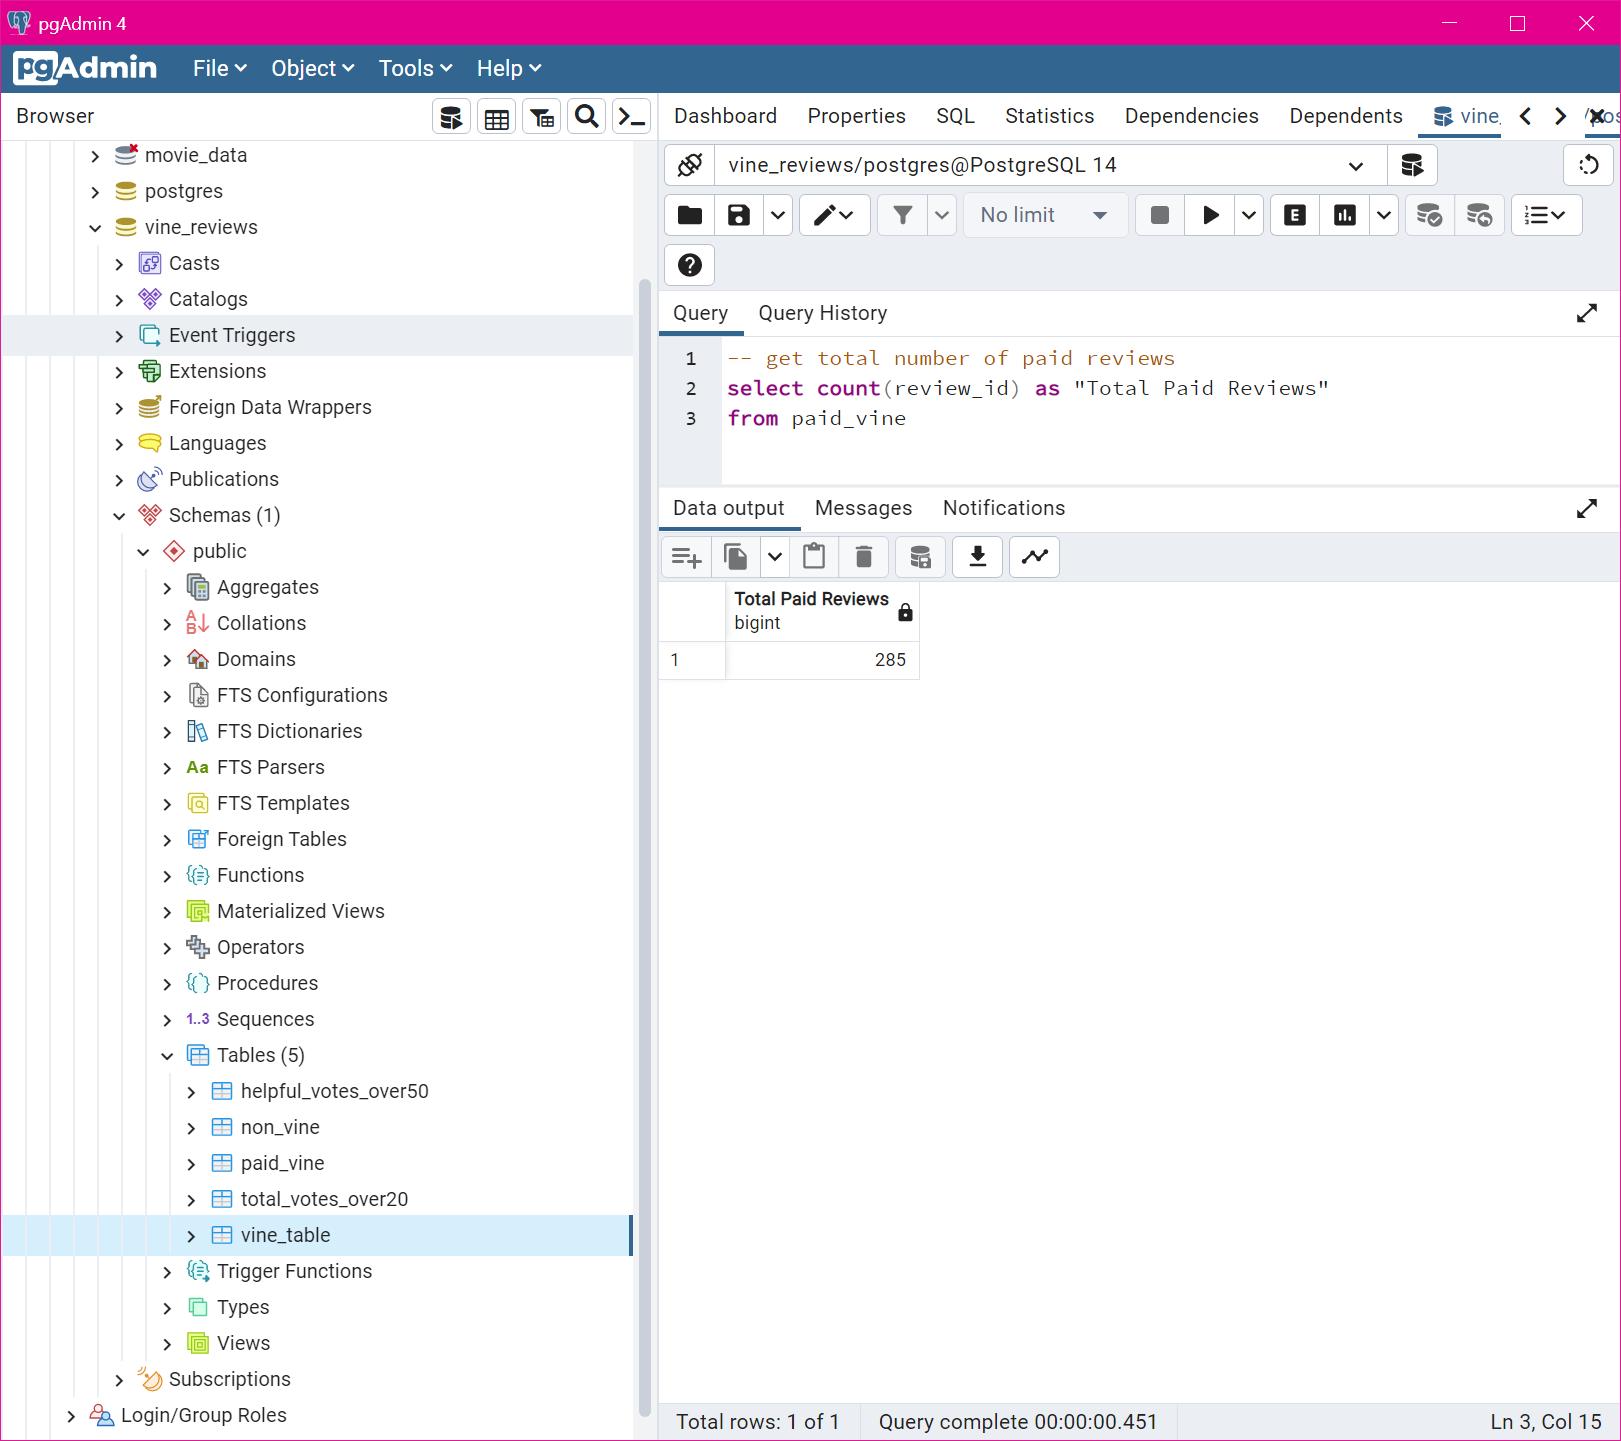 pgAdmin 4
pgAdmin File Object Tools Help
Browser
movie_data
postgres
vine_reviews
Casts
Catalogs
Event Triggers
Extensions
Foreign Data Wrappers
Languages
Publications
Schemas (1)
public
Aggregates
Collations
Domains
FTS Configurations
FTS Dictionaries
Aa FTS Parsers
FTS Templates
Foreign Tables
Functions
Materialized Views
Operators
Procedures
1..3 Sequences
Tables (5)
helpful_votes_over50
non_vine
paid_vine
total_votes_over20
vine_table
Trigger Functions
Types
Views
Subscriptions
Login/Group Roles
Dashboard Properties SQL Statistics Dependencies Dependents vine_
vine_reviews/postgres@PostgreSQL 14
No limit E
Query Query History
1 -- get total number of paid reviews
2 select count(review_id) as "Total Paid Reviews"
3 from paid_vine
Data output Messages Notifications
Total Paid Reviews
bigint
1 285
Total rows: 1 of 1 Query complete 00:00:00.451 Ln 3, Col 15